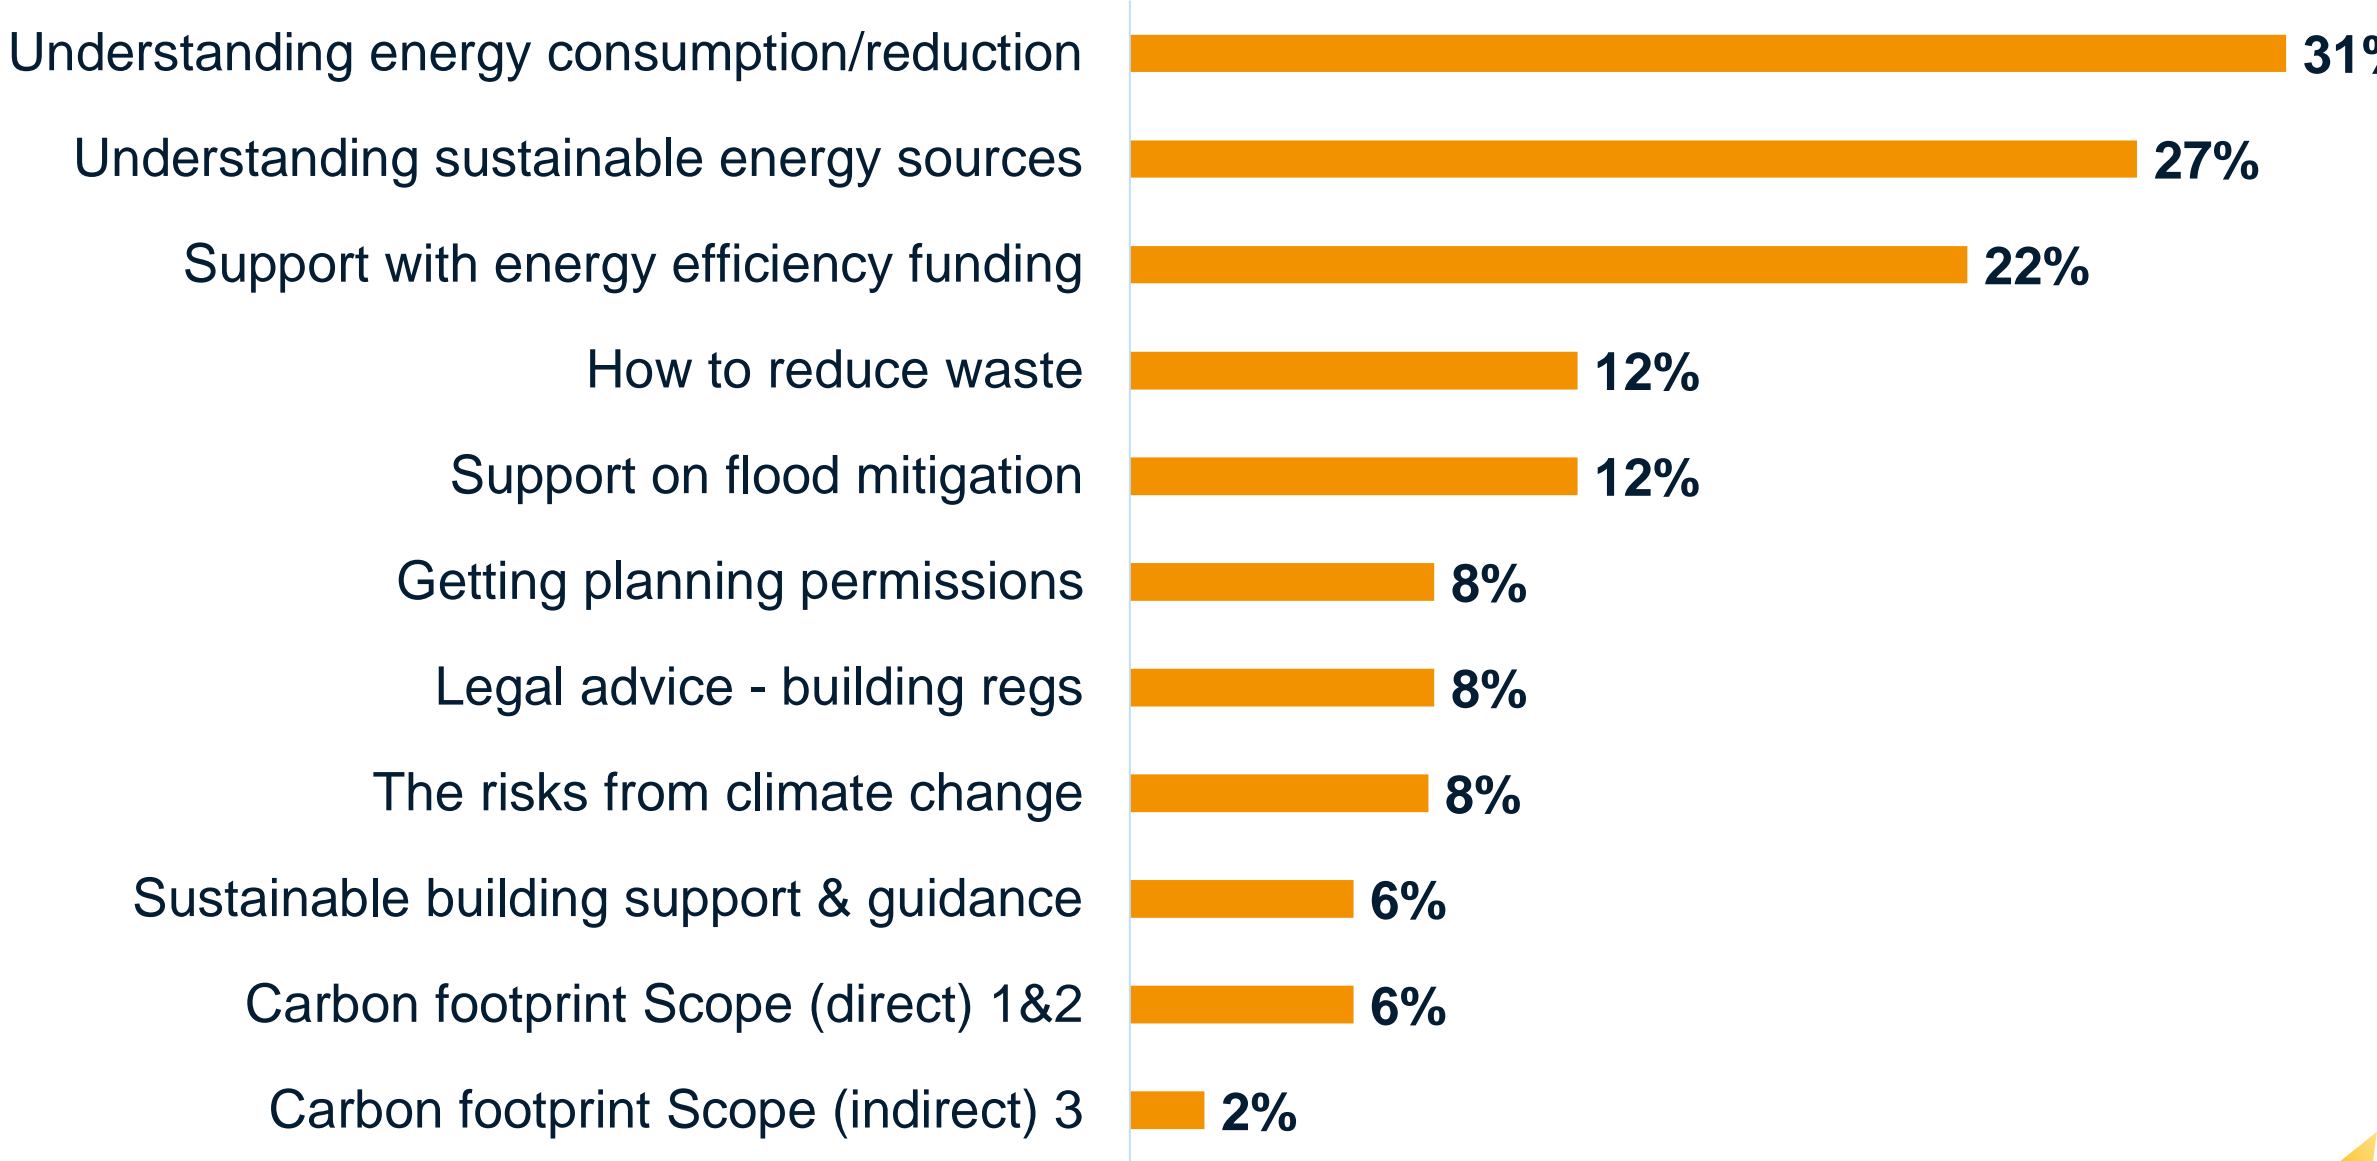 Understanding energy consumption/reduction 31%
Understanding sustainable energy sources 27%
Support with energy efficiency funding 22%
How to reduce waste 12%
Support on flood mitigation 12%
Getting planning permissions 8%
Legal advice - building regs 8%
The risks from climate change 8%
Sustainable building support & guidance 6%
Carbon footprint Scope (direct) 1&2 6%
Carbon footprint Scope (indirect) 3 2%